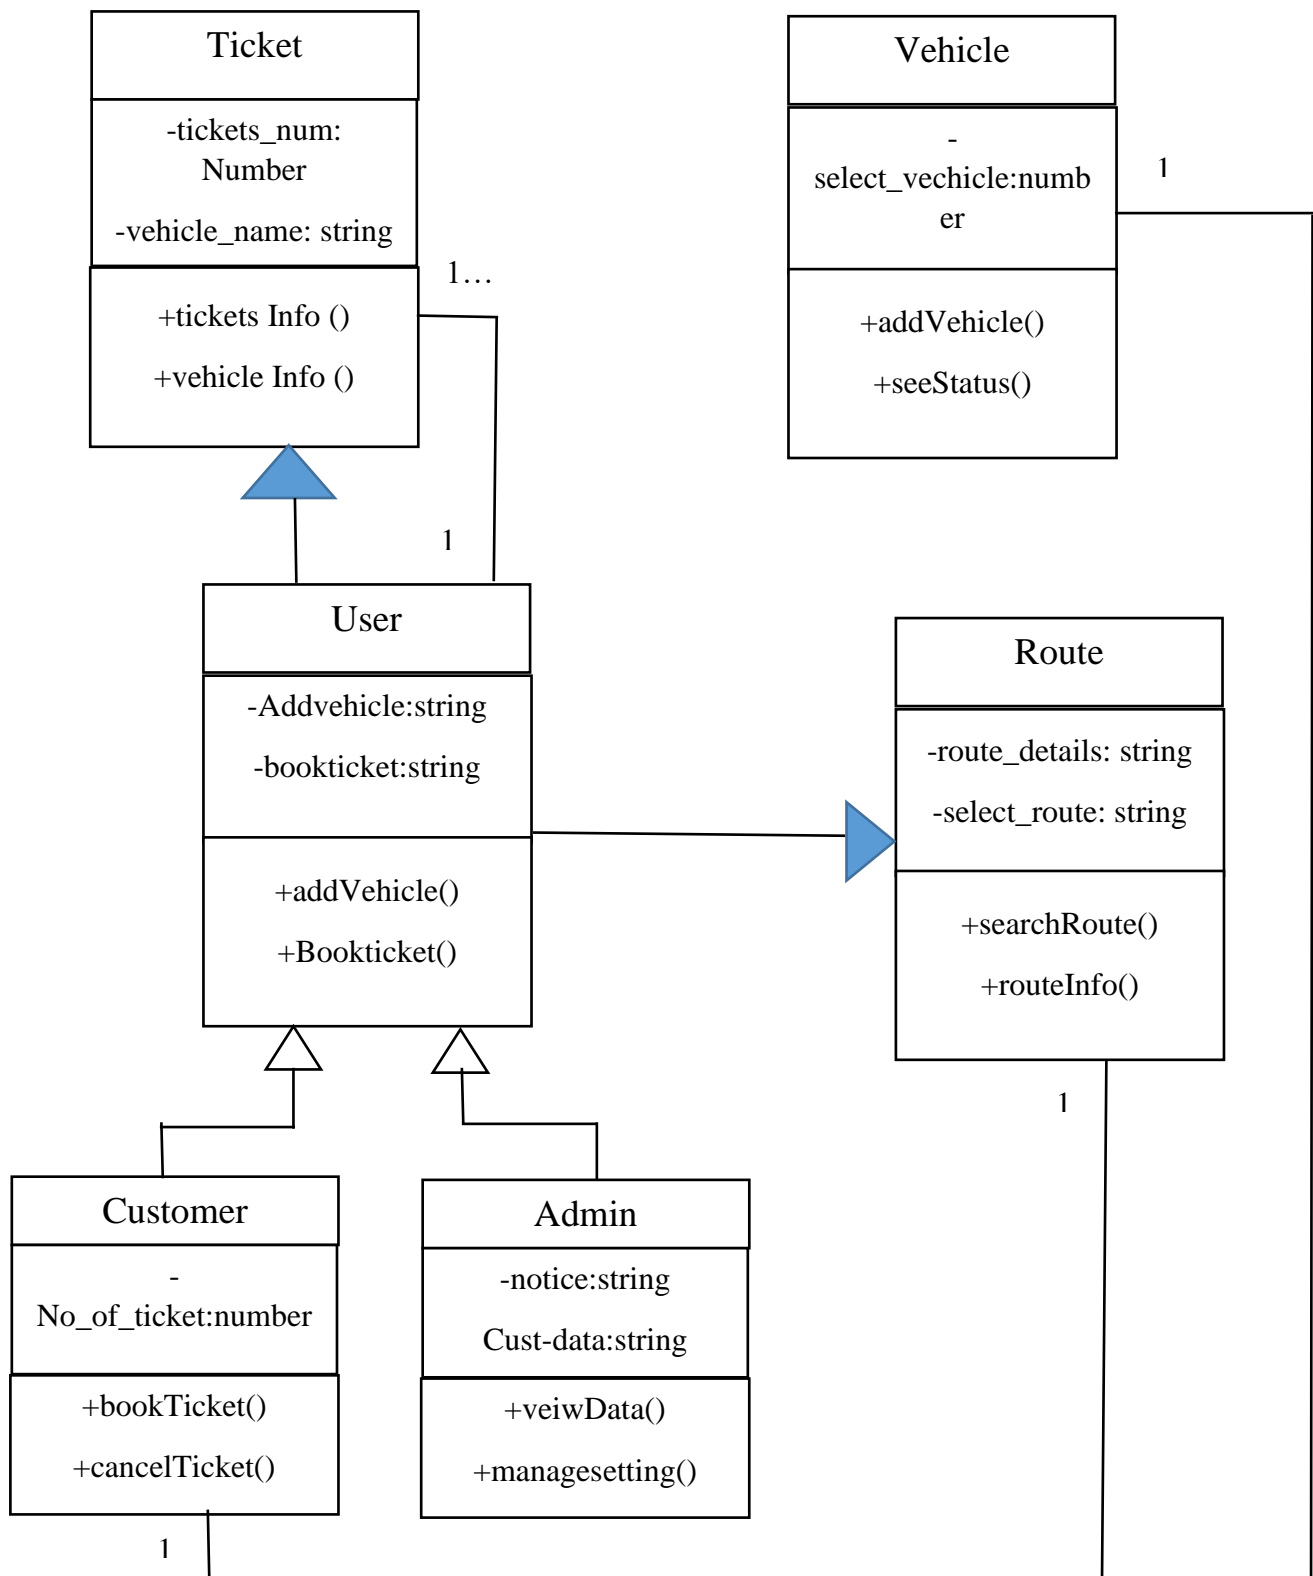 Ticket
-tickets_num:
Number
-vehicle_name: string
+tickets Info ()
+vehicle Info ()
1…
1
Vehicle
-
select_vechicle:numb
er
+addVehicle()
+seeStatus()
1
User
-Addvehicle:string
-bookticket:string
+addVehicle()
+Bookticket()
Route
-route_details: string
-select_route: string
+searchRoute()
+routeInfo()
1
Customer
-
No_of_ticket:number
+bookTicket()
+cancelTicket()
1
Admin
-notice:string
Cust-data:string
+veiwData()
+managesetting()